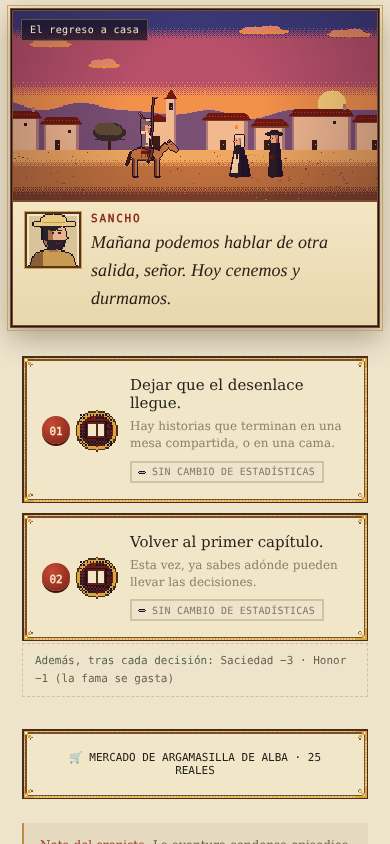 El regreso a casa
SANCHO
Mañana podemos hablar de otra
salida, señor. Hoy cenemos y
durmamos.
01
Dejar que el desenlace
llegue.
Hay historias que terminan en una
mesa compartida, o en una cama.
SIN CAMBIO DE ESTADÍSTICAS
02
Volver al primer capítulo.
Esta vez, ya sabes adónde pueden
llevar las decisiones.
SIN CAMBIO DE ESTADÍSTICAS
Además, tras cada decisión: Saciedad −3 · Honor
−1 (la fama se gasta)
🛒 MERCADO DE ARGAMASILLA DE ALBA · 25
REALES